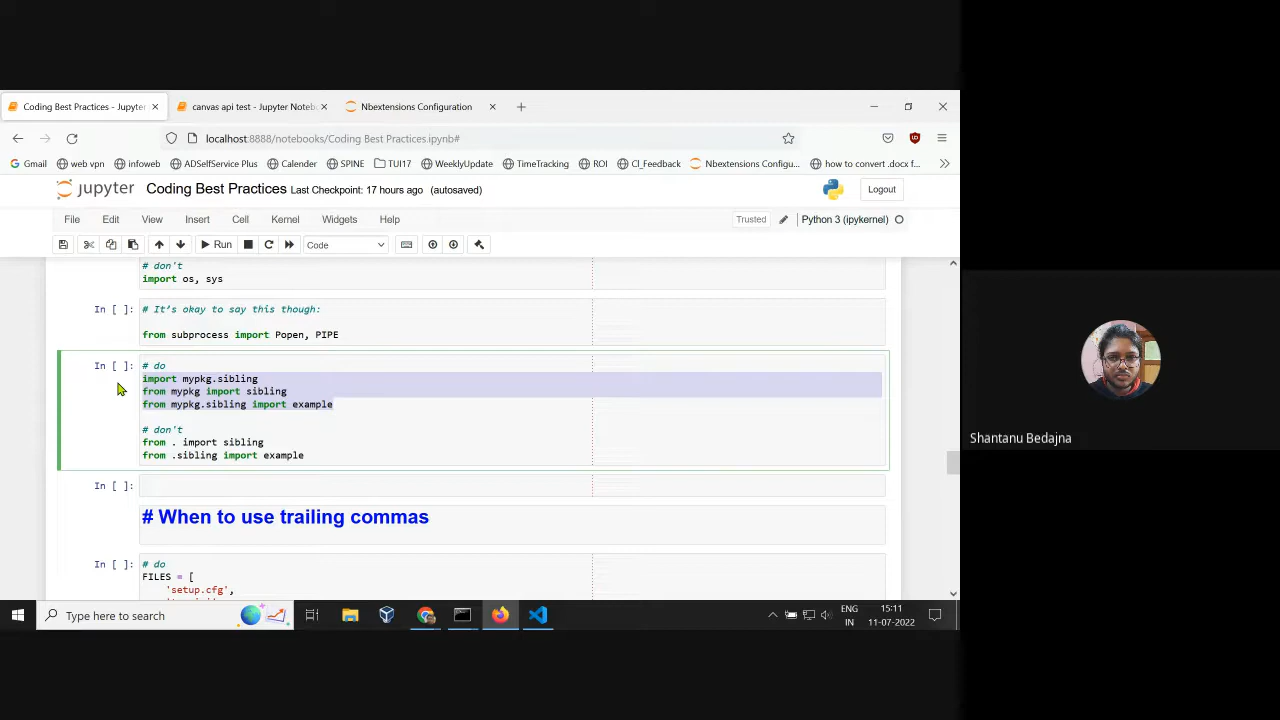 Coding Best Practices - Jupyter
canvas api test - Jupyter Noteb
Nbextensions Configuration
localhost:8888/notebooks/Coding Best Practices.ipynb#
Gmail
web vpn
infoweb
ADSelfService Plus
Calender
SPINE
TUI17
WeeklyUpdate
TimeTracking
ROI
CI_Feedback
Nbextensions Configu...
how to convert .docx f...
jupyter Coding Best Practices Last Checkpoint: 17 hours ago (autosaved)
Logout
File Edit View Insert Cell Kernel Widgets Help
Trusted
Python 3 (ipykernel)
Run
Code
# don't
import os, sys
In [ ]: # It's okay to say this though:
from subprocess import Popen, PIPE
In [ ]: # do
import mypkg.sibling
from mypkg import sibling
from mypkg.sibling import example
# don't
from . import sibling
from .sibling import example
In [ ]:
# When to use trailing commas
In [ ]: # do
FILES = [
'setup.cfg',
Shantanu Bedajna
Type here to search
ENG
IN
15:11
11-07-2022